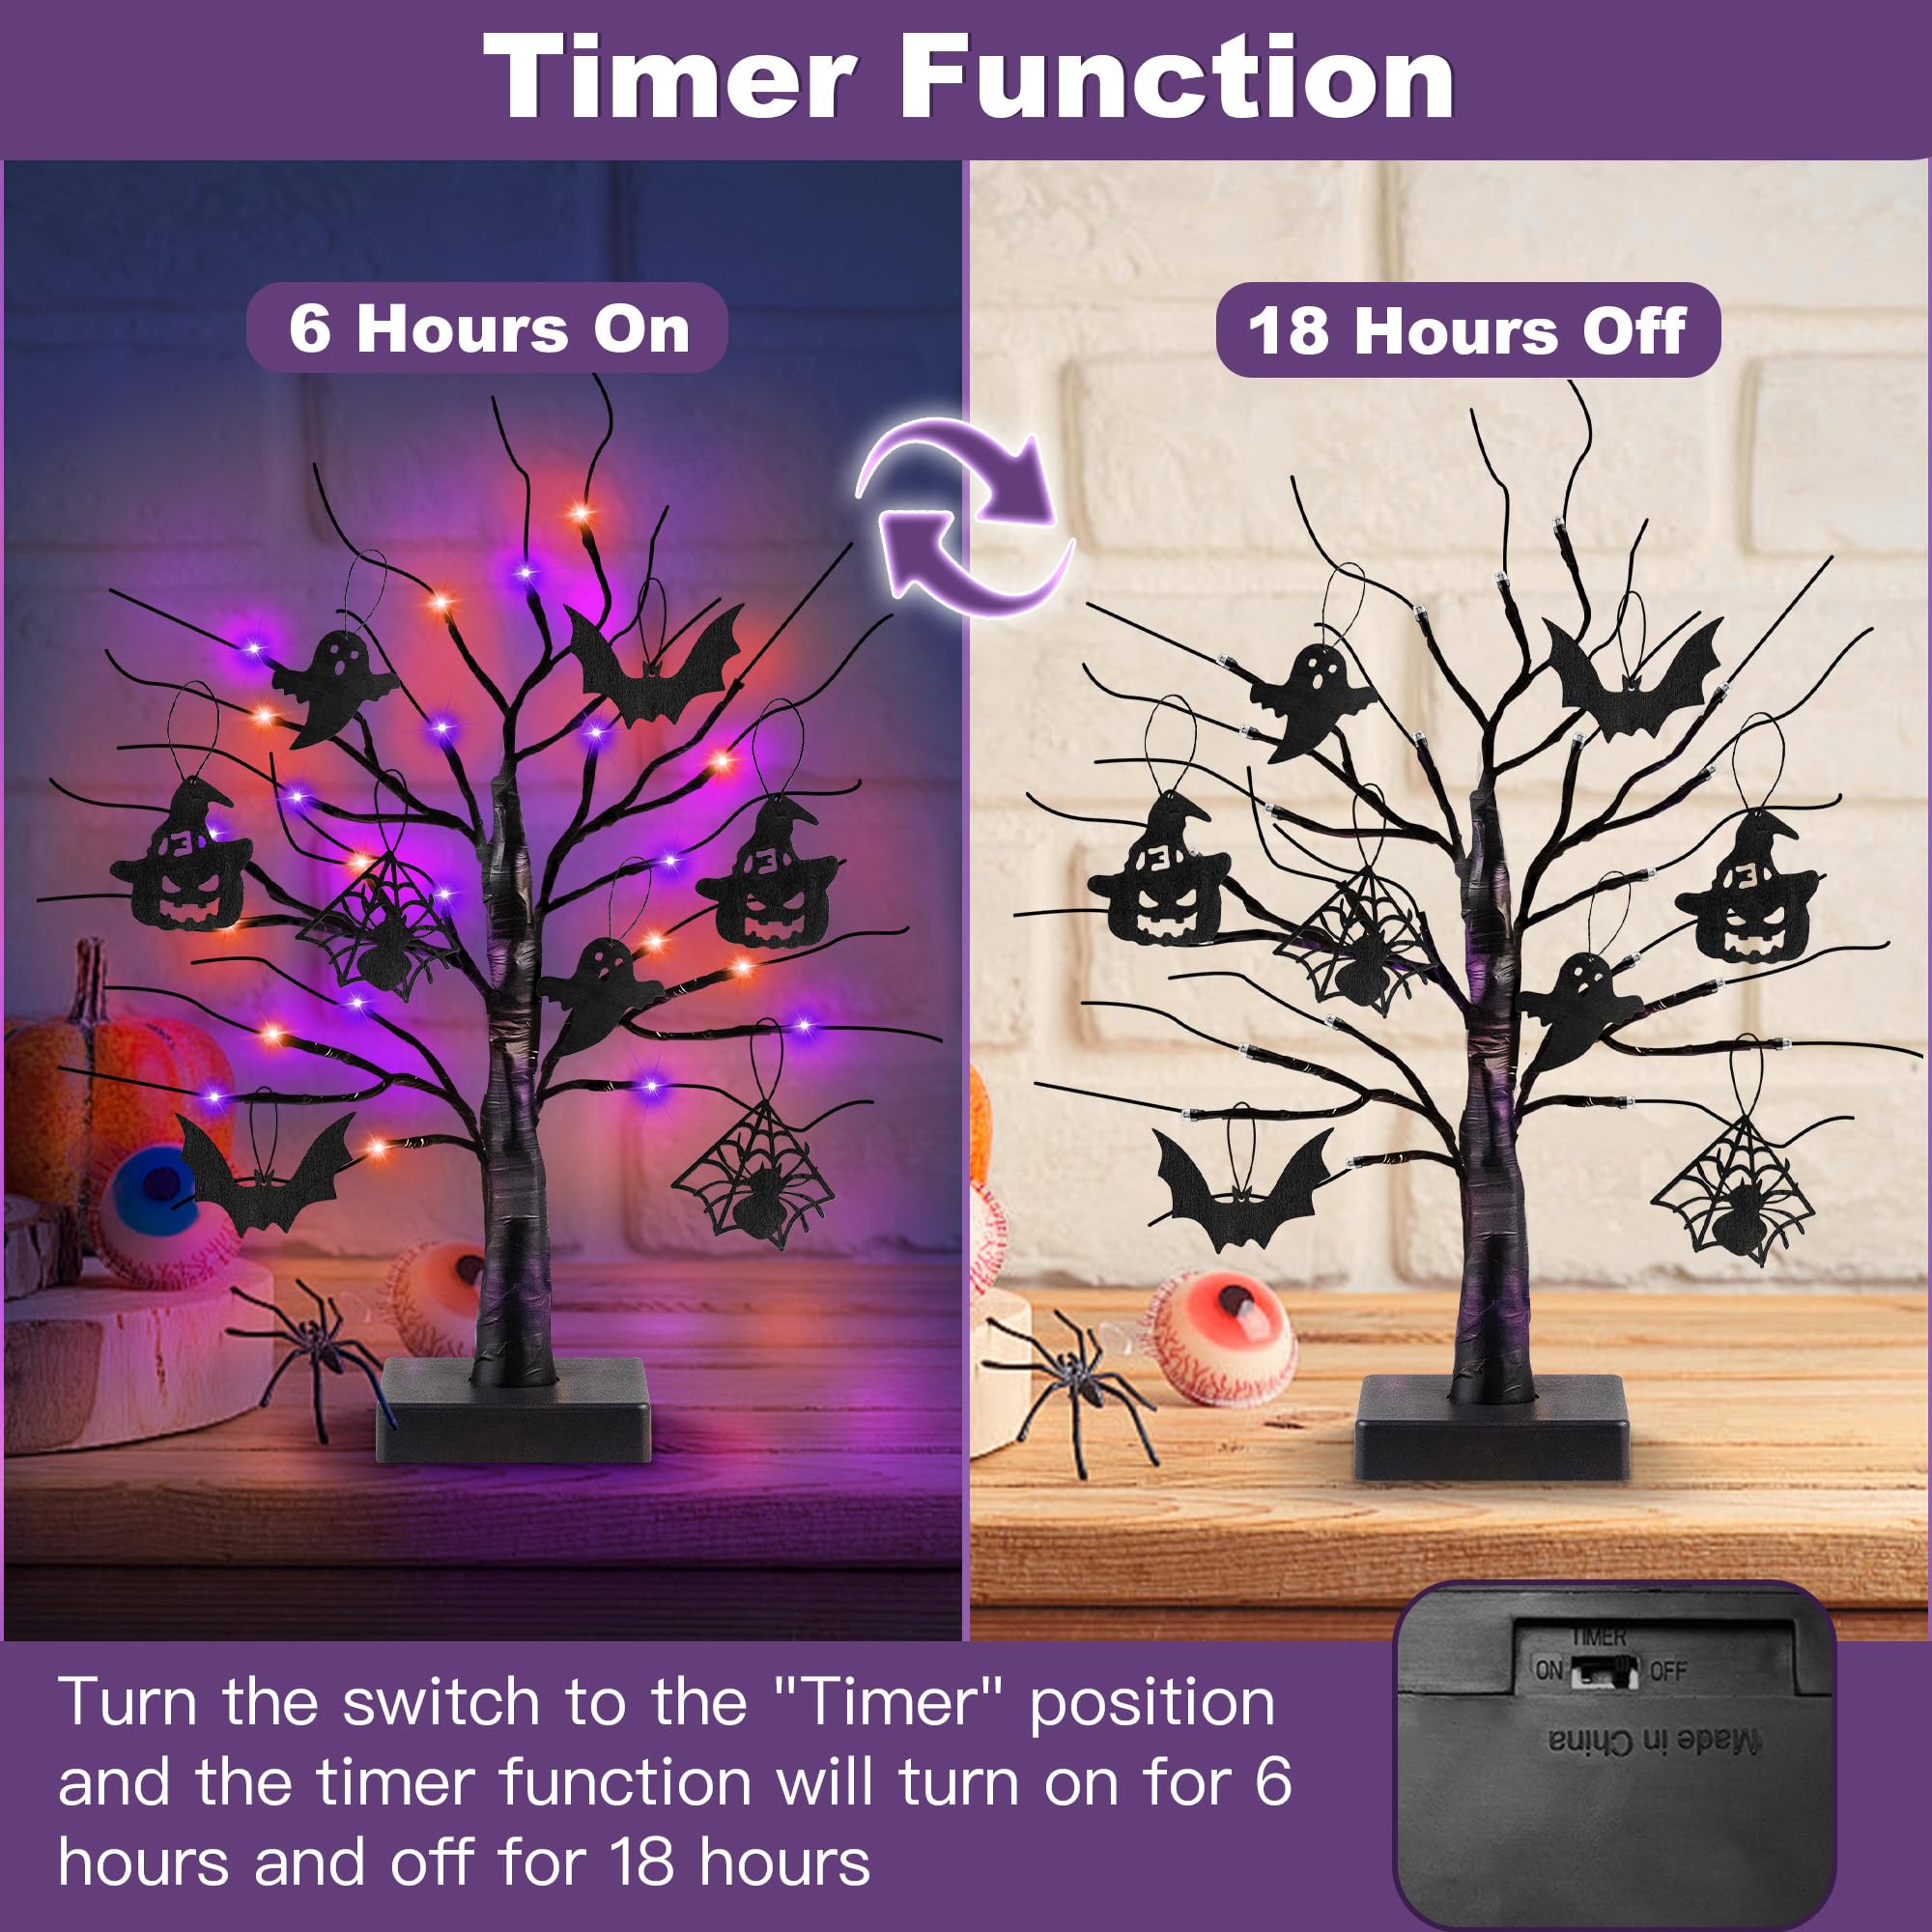 Timer Function
6 Hours On
18 Hours Off
Turn the switch to the "Timer" position
and the timer function will turn on for 6
hours and off for 18 hours
TIMER
ON OFF
Made in China